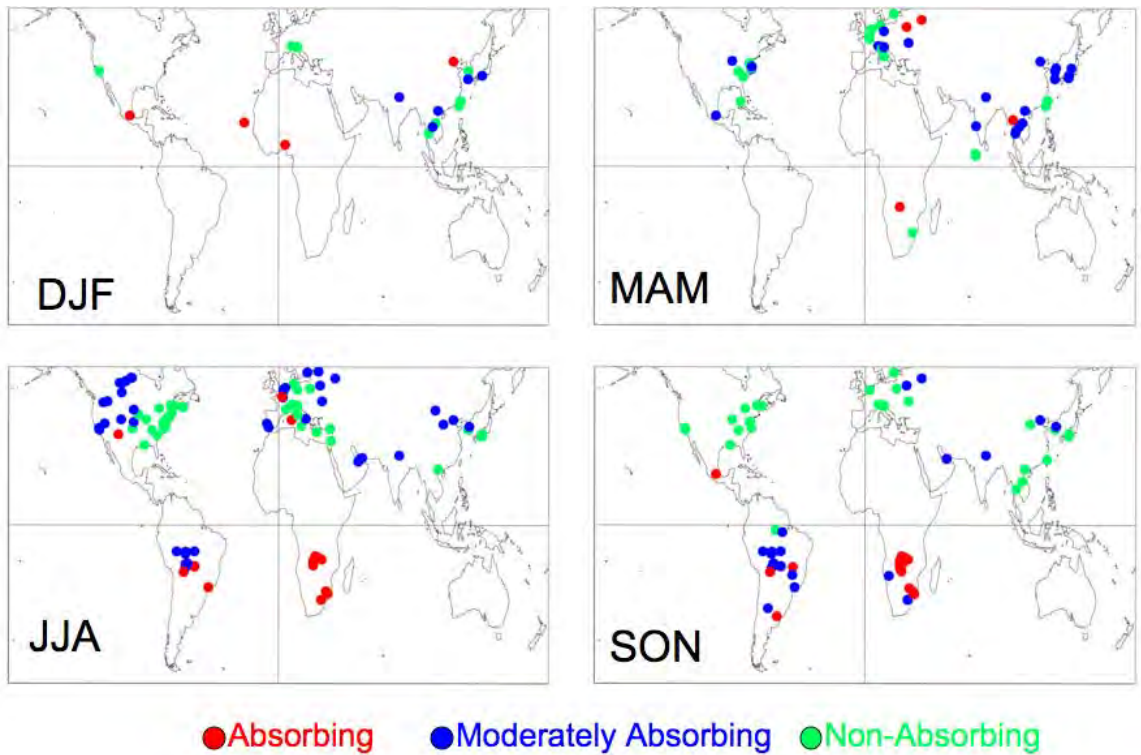 DJF
MAM
JJA
SON
Absorbing
Moderately Absorbing
Non-Absorbing